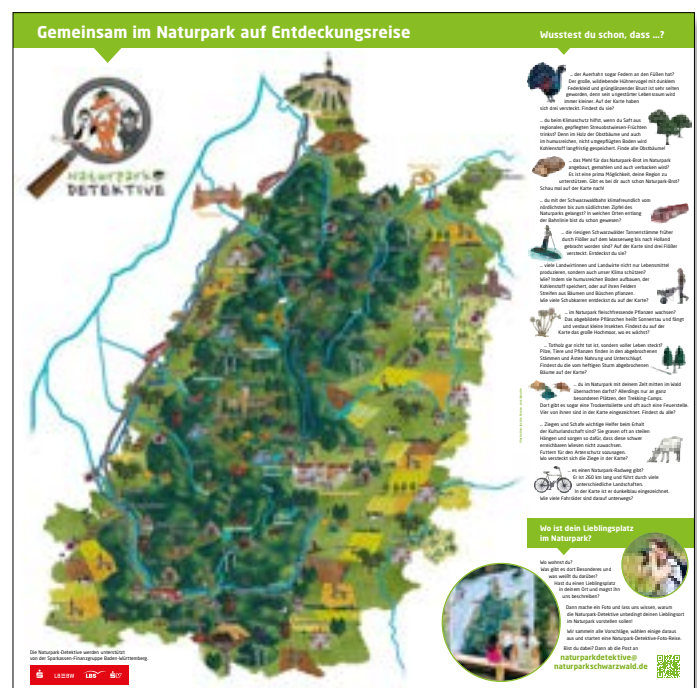 Gemeinsam im Naturpark auf Entdeckungsreise
Naturpark
DETEKTIVE
Wusstest du schon, dass ...?
... der Auerhahn sogar Federn an den Füßen hat?
Der große, wildlebende Hühnervogel mit dunklem
Federkleid und grünglänzender Brust ist sehr selten
geworden, denn sein ungestörter Lebensraum wird
immer kleiner. Auf der Karte haben
sich drei versteckt. Findest du sie?
... du beim Klimaschutz hilfst, wenn du Saft aus
regionalen, gepflegten Streuobstwiesen-Früchten
trinkst? Denn im Holz der Obstbäume und auch
im humusreichen, nicht umgepflügten Boden wird
Kohlenstoff langfristig gespeichert. Finde alle Obstbäume!
... das Mehl für das Naturpark-Brot im Naturpark
angebaut, gemahlen und auch verbacken wird?
Es ist eine prima Möglichkeit, deine Region zu
unterstützen. Gibt es bei dir auch schon Naturpark-Brot?
Schau mal auf der Karte nach!
... du mit der Schwarzwaldbahn klimafreundlich vom
nördlichsten bis zum südlichsten Zipfel des
Naturparks gelangst? In welchen Orten entlang
der Bahnlinie bist du schon gewesen?
... die riesigen Schwarzwälder Tannenstämme früher
durch Flößer auf dem Wasserweg bis nach Holland
gebracht worden sind? Auf der Karte sind drei Flößer
versteckt. Entdeckst du sie?
... viele Landwirtinnen und Landwirte nicht nur Lebensmittel
produzieren, sondern auch unser Klima schützen?
Wie? Indem sie humusreichen Boden aufbauen, der
Kohlenstoff speichert, oder auf ihren Feldern
Streifen aus Bäumen und Büschen pflanzen.
Wie viele Schubkarren entdeckst du auf der Karte?
... im Naturpark fleischfressende Pflanzen wachsen?
Das abgebildete Pflänzchen heißt Sonnentau und fängt
und verdaut kleine Insekten. Findest du auf der
Karte das große Hochmoor, wo es wächst?
... Totholz gar nicht tot ist, sondern voller Leben steckt?
Pilze, Tiere und Pflanzen finden in den abgebrochenen
Stämmen und Ästen Nahrung und Unterschlupf.
Findest du die vom heftigen Sturm abgebrochenen
Bäume auf der Karte?
... du im Naturpark mit deinem Zelt mitten im Wald
übernachten darfst? Allerdings nur an ganz
besonderen Plätzen, den Trekking-Camps.
Dort gibt es sogar eine Trockentoilette und oft auch eine Feuerstelle.
Vier von ihnen sind in der Karte eingezeichnet. Findest du alle?
... Ziegen und Schafe wichtige Helfer beim Erhalt
der Kulturlandschaft sind? Sie grasen oft an steilen
Hängen und sorgen so dafür, dass diese schwer
erreichbaren Wiesen nicht zuwachsen.
Futtern für den Artenschutz sozusagen.
Wo versteckt sich die Ziege in der Karte?
... es einen Naturpark-Radweg gibt?
Er ist 260 km lang und führt durch viele
unterschiedliche Landschaften.
In der Karte ist er dunkelblau eingezeichnet.
Wie viele Fahrräder sind darauf unterwegs?
Wo ist dein Lieblingsplatz
im Naturpark?
Wo wohnst du?
Was gibt es dort Besonderes und
was weißt du darüber?
Hast du einen Lieblingsplatz
in deinem Ort und magst ihn
uns beschreiben?
Dann mache ein Foto und lass uns wissen, warum
die Naturpark-Detektive unbedingt deinen Lieblingsort
im Naturpark vorstellen sollen!
Wir sammeln alle Vorschläge, wählen einige daraus
aus und starten eine Naturpark-Detektive-Foto-Reise.
Bist du dabei? Dann ab die Post an
naturparkdetektive@
naturparkschwarzwald.de
Die Naturpark-Detektive werden unterstützt
von der Sparkassen-Finanzgruppe Baden-Württemberg.
LBBW
LBS
SV